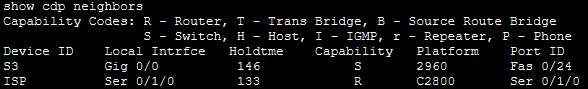 show cdp neighbors
Capability Codes: R - Router, T - Trans Bridge, B - Source Route Bridge
S - Switch, H - Host, I - IGMP, r - Repeater, P - Phone
Device ID Local Intrfce Holdtme Capability Platform Port ID
S3 Gig 0/0 146 S 2960 Fas 0/24
ISP Ser 0/1/0 133 R C2800 Ser 0/1/0